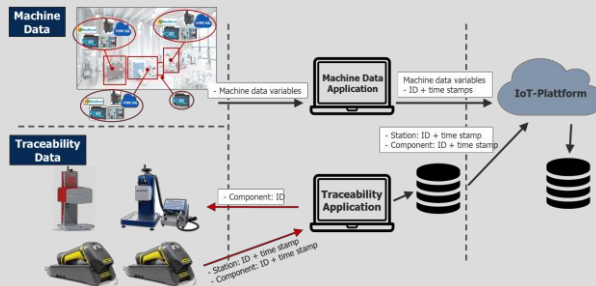 Machine
Data
- Machine data variables
Machine Data
Application
Machine data variables
- ID + time stamps
IoT-Plattform
- Station: ID + time stamp
- Component: ID + time stamp
Traceability
Data
- Component: ID
Traceability
Application
- Station: ID + time stamp
- Component: ID + time stamp